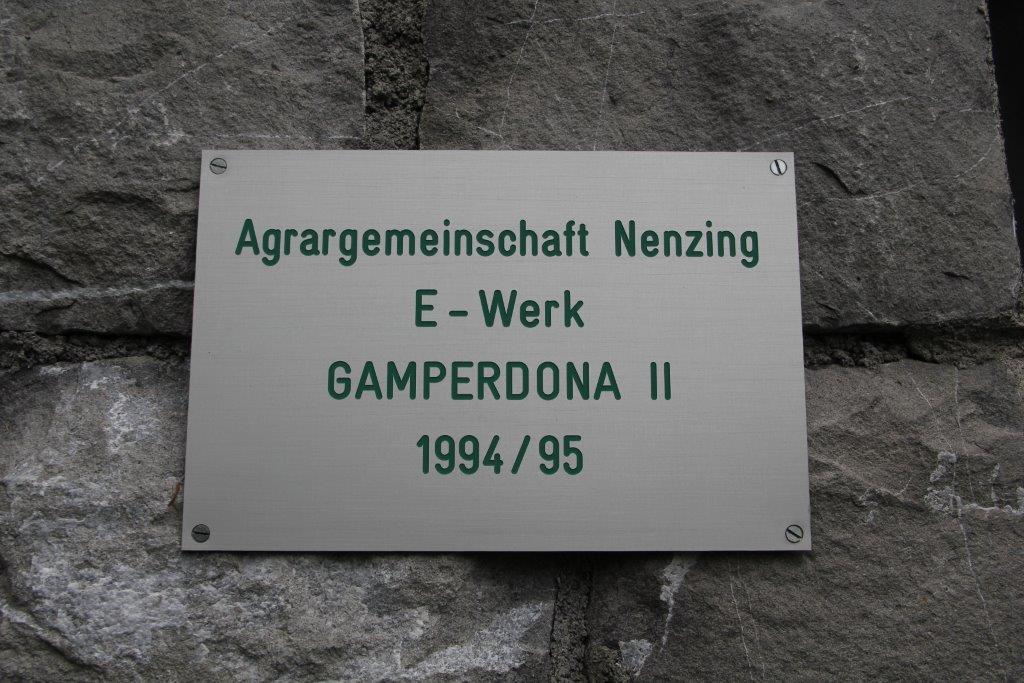 Agrargemeinschaft Nenzing
E-Werk
GAMPERDONA II
1994/95